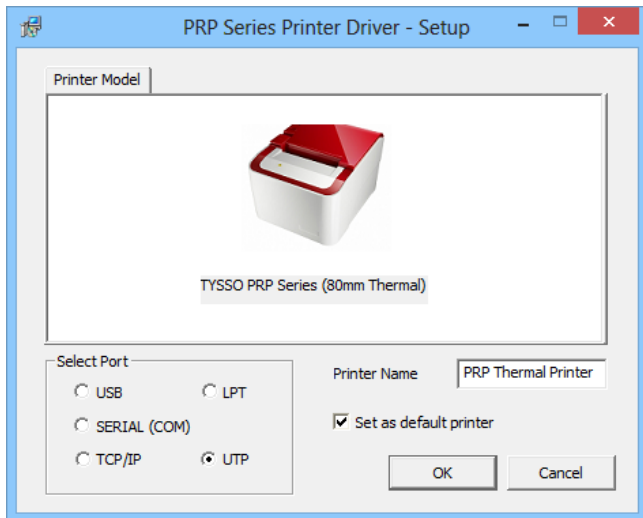 PRP Series Printer Driver - Setup
Printer Model
TYSSO PRP Series (80mm Thermal)
Select Port
USB
LPT
SERIAL (COM)
TCP/IP
UTP
Printer Name
PRP Thermal Printer
Set as default printer
OK
Cancel